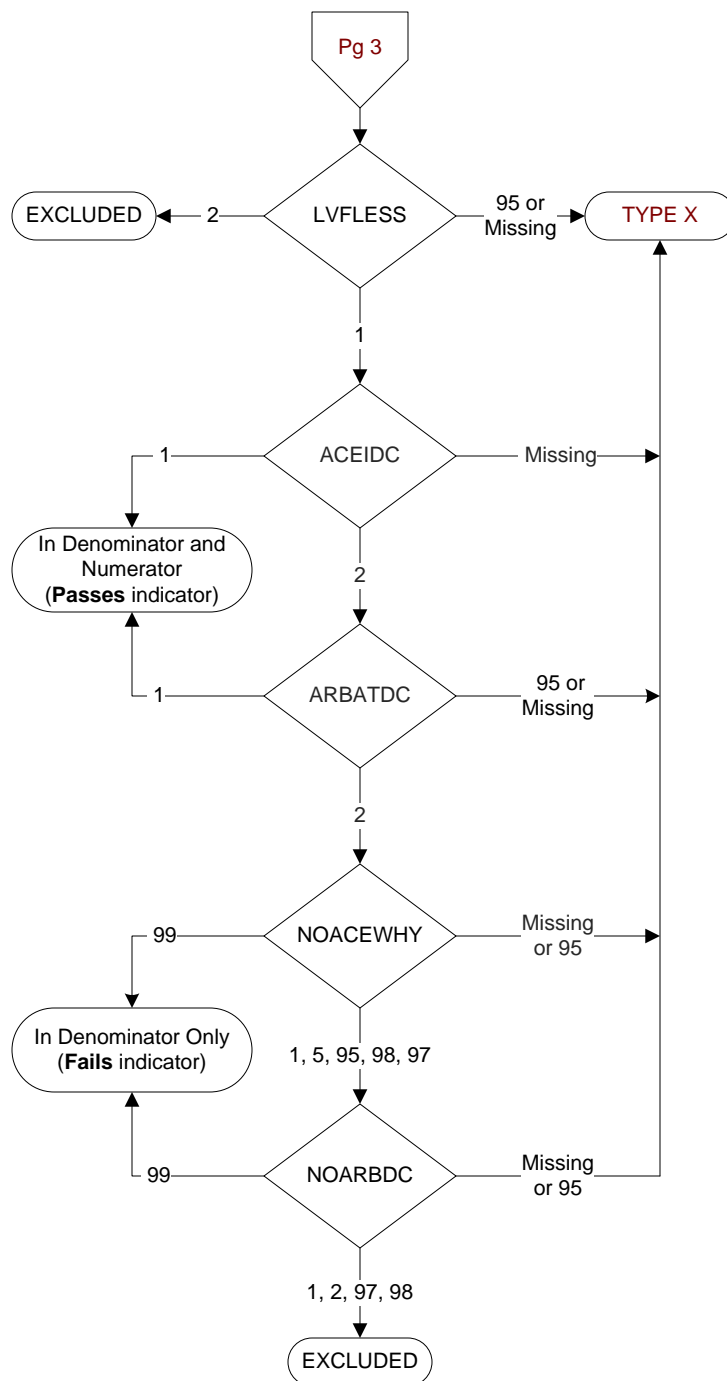 Pg 3
EXCLUDED
2
LVFLESS
95 or
Missing
TYPE X
1
1
ACEIDC
Missing
In Denominator and
Numerator
(Passes indicator)
2
1
ARBATDC
95 or
Missing
2
99
NOACEWHY
Missing
or 95
In Denominator Only
(Fails indicator)
1, 5, 95, 98, 97
99
NOARBDC
Missing
or 95
1, 2, 97, 98
EXCLUDED